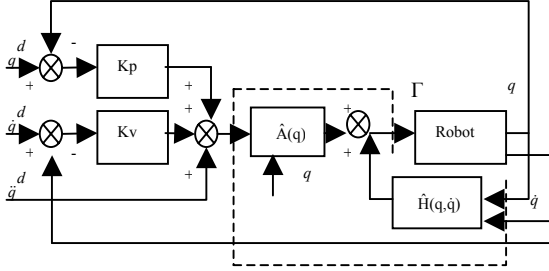 d
q
-
+
Kp
+
+
Γ
q
d
q̇
+
-
Kv
+
Â(q)
+
+
Robot
d
q̈
+
q
Ĥ(q,q̇)
q̇